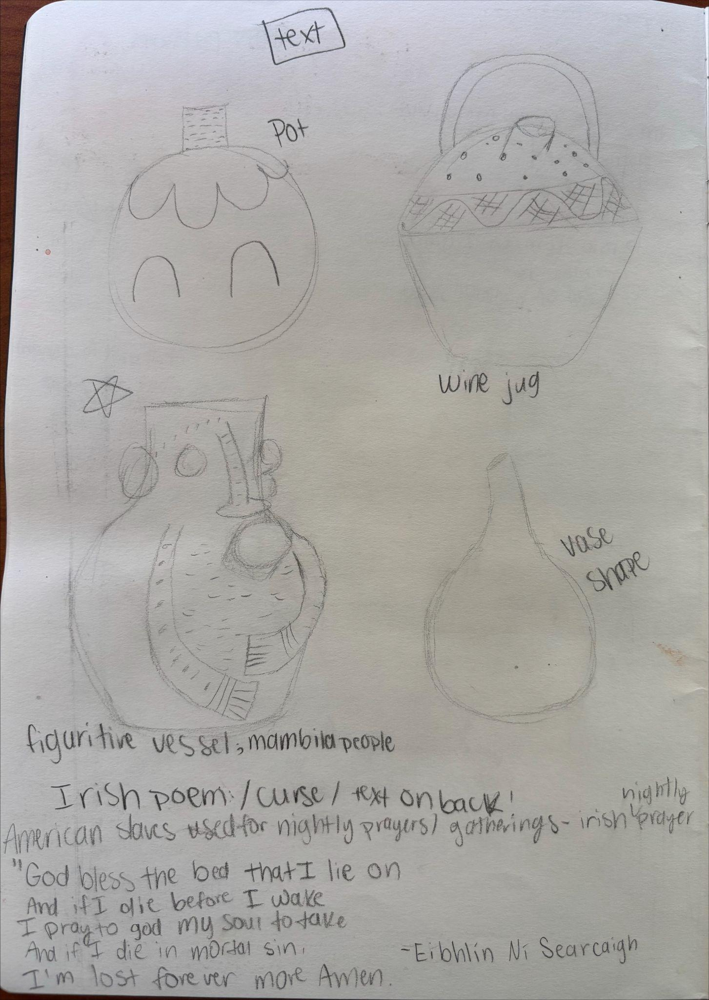 text
Pot
Wine jug
vase
shape
figuritive vessel; mambila people
Irish poem: / curse / text on back!
nightly
American slaves used for nightly prayers / gatherings - irish prayer
"God bless the bed that I lie on
And if I die before I wake
I pray to god my soul to take
And if I die in mortal sin,
I'm lost forever more Amen.
-Eibhlín Ní Searcaigh